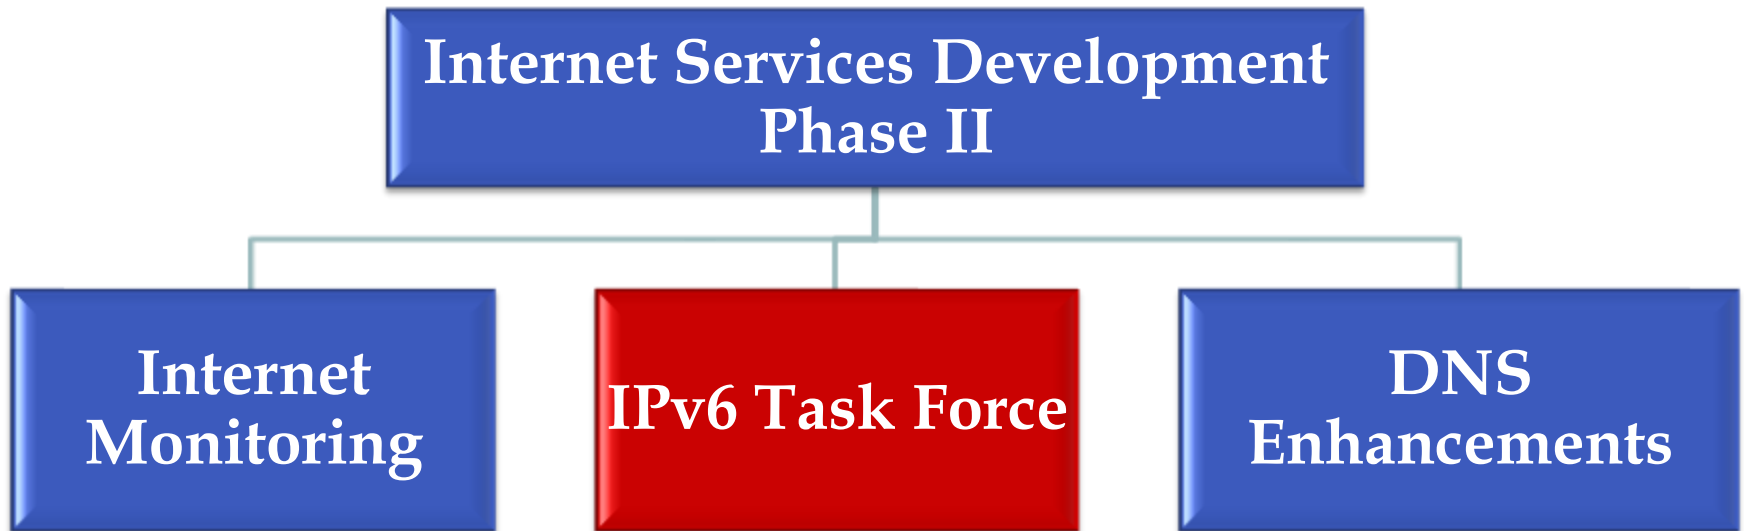 Internet Services Development
Phase II
Internet
Monitoring
IPv6 Task Force
DNS
Enhancements